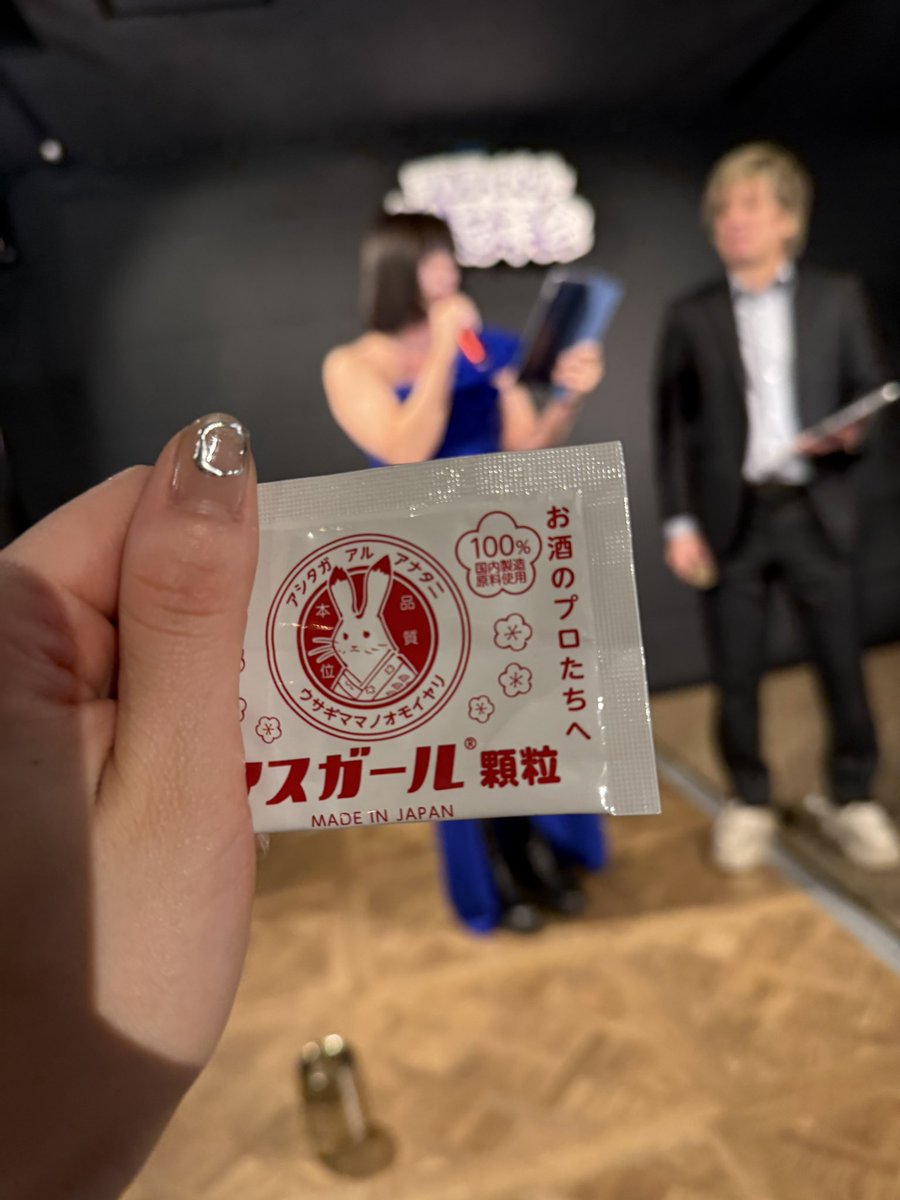 お酒のプロたちへ
100%
国内製造
原料使用
アシタガ アル アナタニ
品質
本位
ウサギママノオモイヤリ
スガール® 顆粒
MADE IN JAPAN